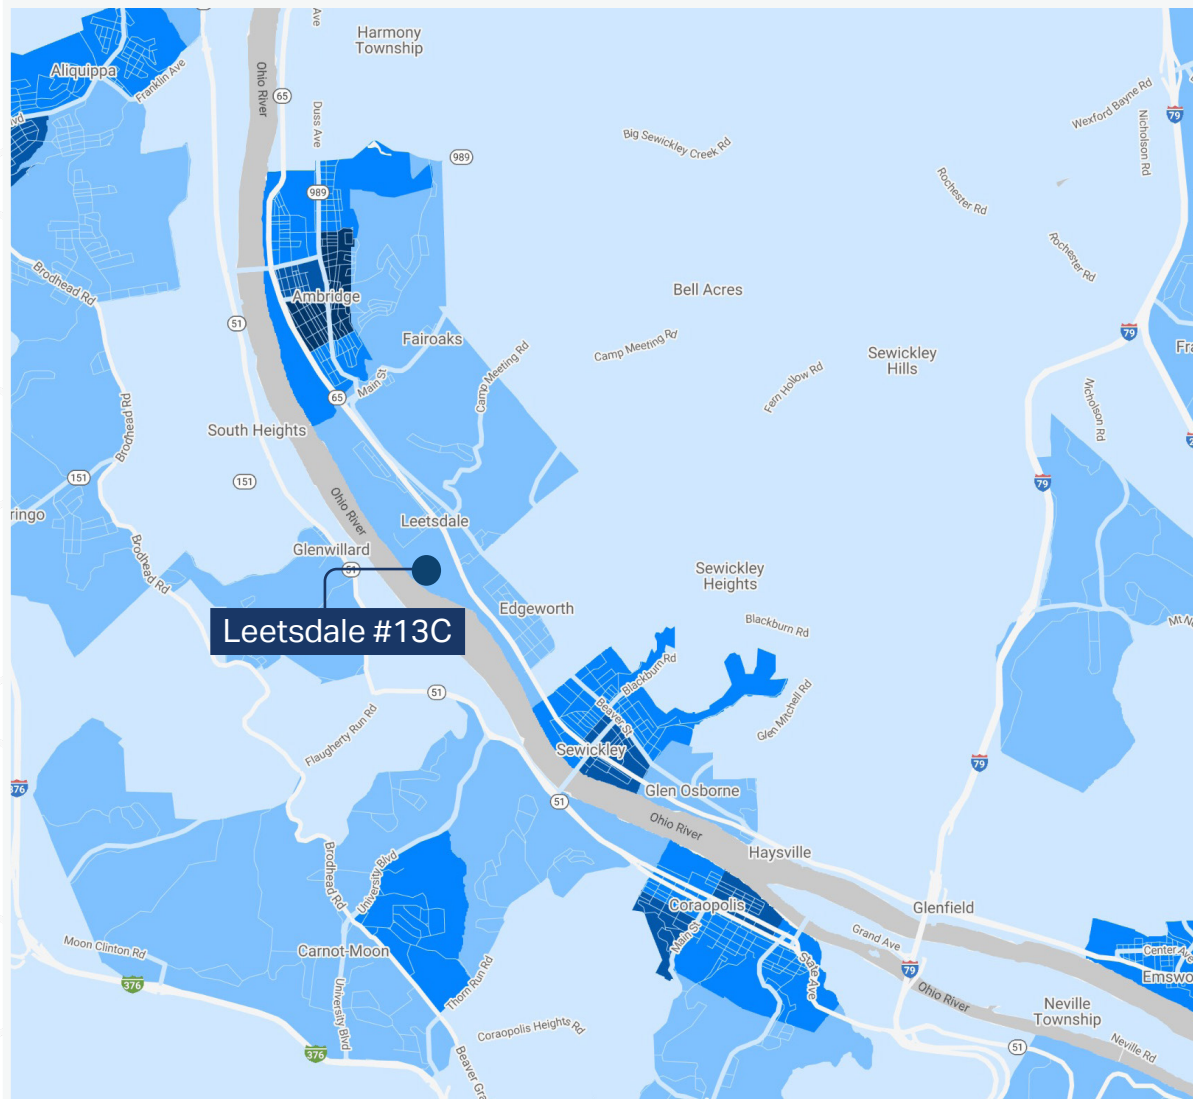 Ave
Harmony
Township
Aliquippa
Franklin Ave
Ohio River
65
Duss Ave
Big Sewickley Creek Rd
Wexford Bayne Rd
79
Nicholson Rd
989
989
Rochester Rd
Rochester Rd
Brodhead Rd
Ambridge
Bell Acres
51
Fairoaks
Camp Meeting Rd
Camp Meeting Rd
79
Sewickley
Hills
Fern Hollow Rd
Main St
65
Brodhead Rd
South Heights
Nicholson Rd
151
151
79
Ohio River
Leetsdale
Glenwillard
51
Brodhead Rd
Sewickley
Heights
Edgeworth
Leetsdale #13C
Blackburn Rd
Blackburn Rd
51
Beaver St
Glen Mitchell Rd
Flaugherty Run Rd
Sewickley
79
Glen Osborne
51
Ohio River
Haysville
Brodhead Rd
University Blvd
Coraopolis
Glenfield
Main St
Grand Ave
Moon Clinton Rd
Carnot-Moon
State Ave
79
Center Ave
376
Thorn Run Rd
University Blvd
Ohio River
Neville
Township
Coraopolis Heights Rd
376
51
Neville Rd